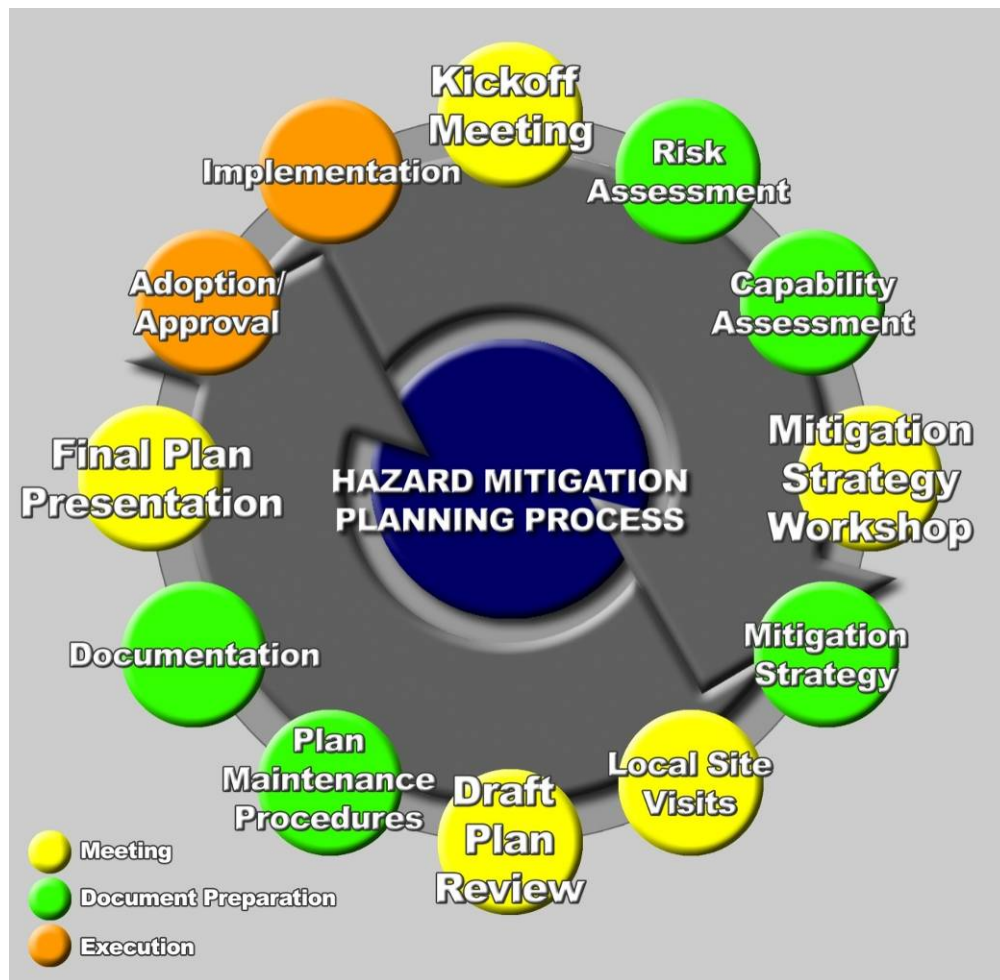 Kickoff
Meeting
Risk
Assessment
Capability
Assessment
Mitigation
Strategy
Workshop
Mitigation
Strategy
Local Site
Visits
Draft
Plan
Review
Plan
Maintenance
Procedures
Documentation
Final Plan
Presentation
Adoption/
Approval
Implementation
HAZARD MITIGATION
PLANNING PROCESS
Meeting
Document Preparation
Execution